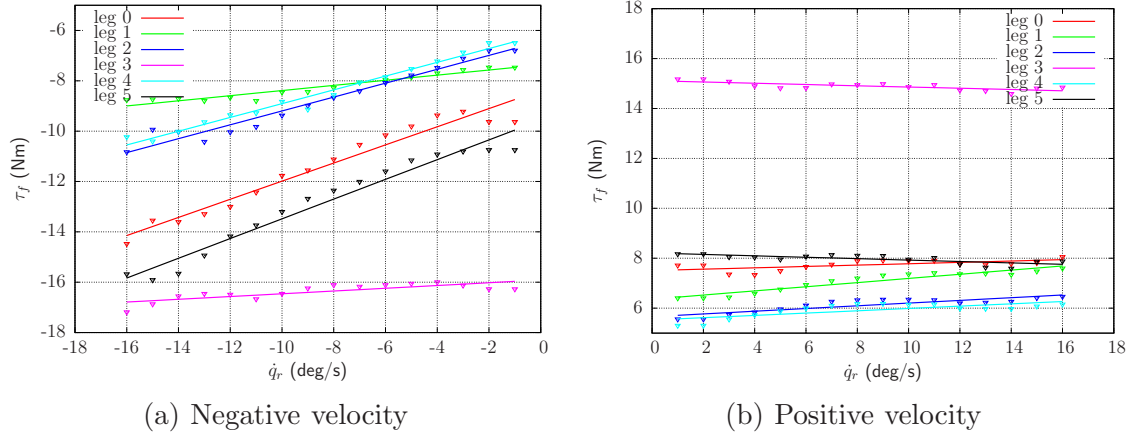 -6
-8
-10
-12
-14
-16
-18
τf (Nm)
leg 0
leg 1
leg 2
leg 3
leg 4
leg 5
-18 -16 -14 -12 -10 -8 -6 -4 -2 0
q̇r (deg/s)
(a) Negative velocity
18
16
14
12
10
8
6
τf (Nm)
leg 0
leg 1
leg 2
leg 3
leg 4
leg 5
0 2 4 6 8 10 12 14 16 18
q̇r (deg/s)
(b) Positive velocity